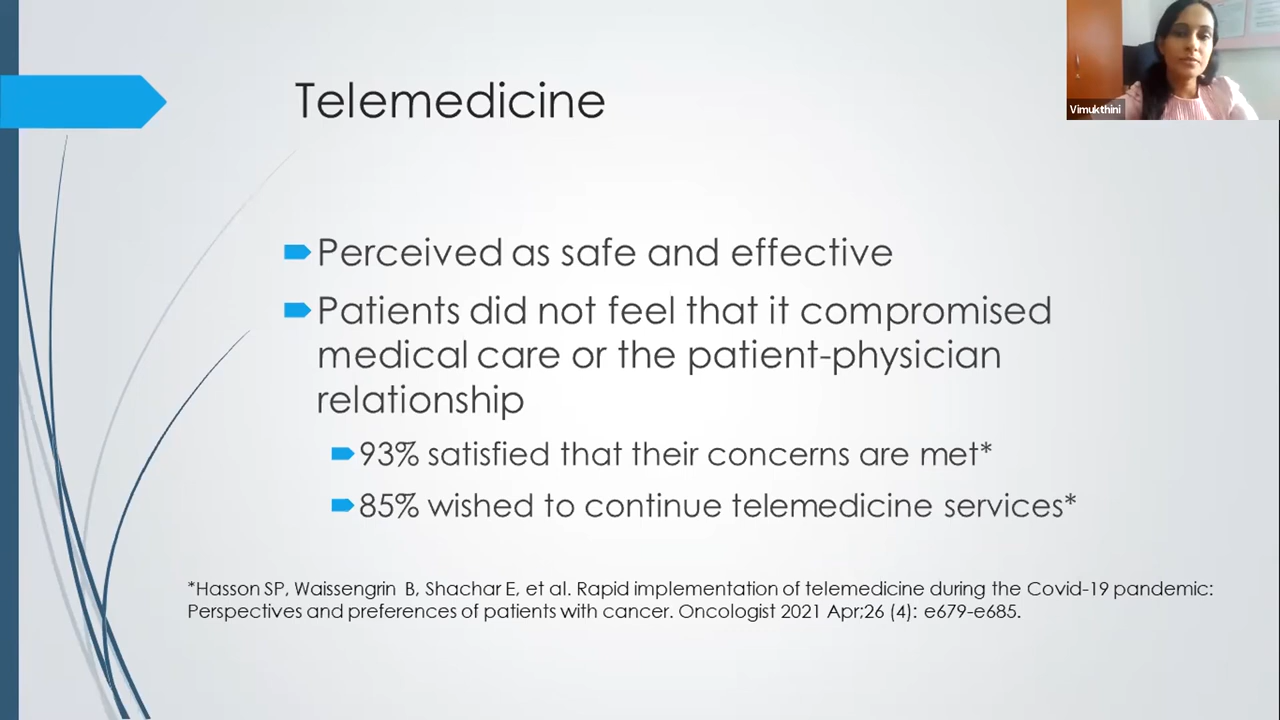 Telemedicine
Vimukthini
Perceived as safe and effective
Patients did not feel that it compromised
medical care or the patient-physician
relationship
93% satisfied that their concerns are met*
85% wished to continue telemedicine services*
*Hasson SP, Waissengrin B, Shachar E, et al. Rapid implementation of telemedicine during the Covid-19 pandemic:
Perspectives and preferences of patients with cancer. Oncologist 2021 Apr;26 (4): e679-e685.